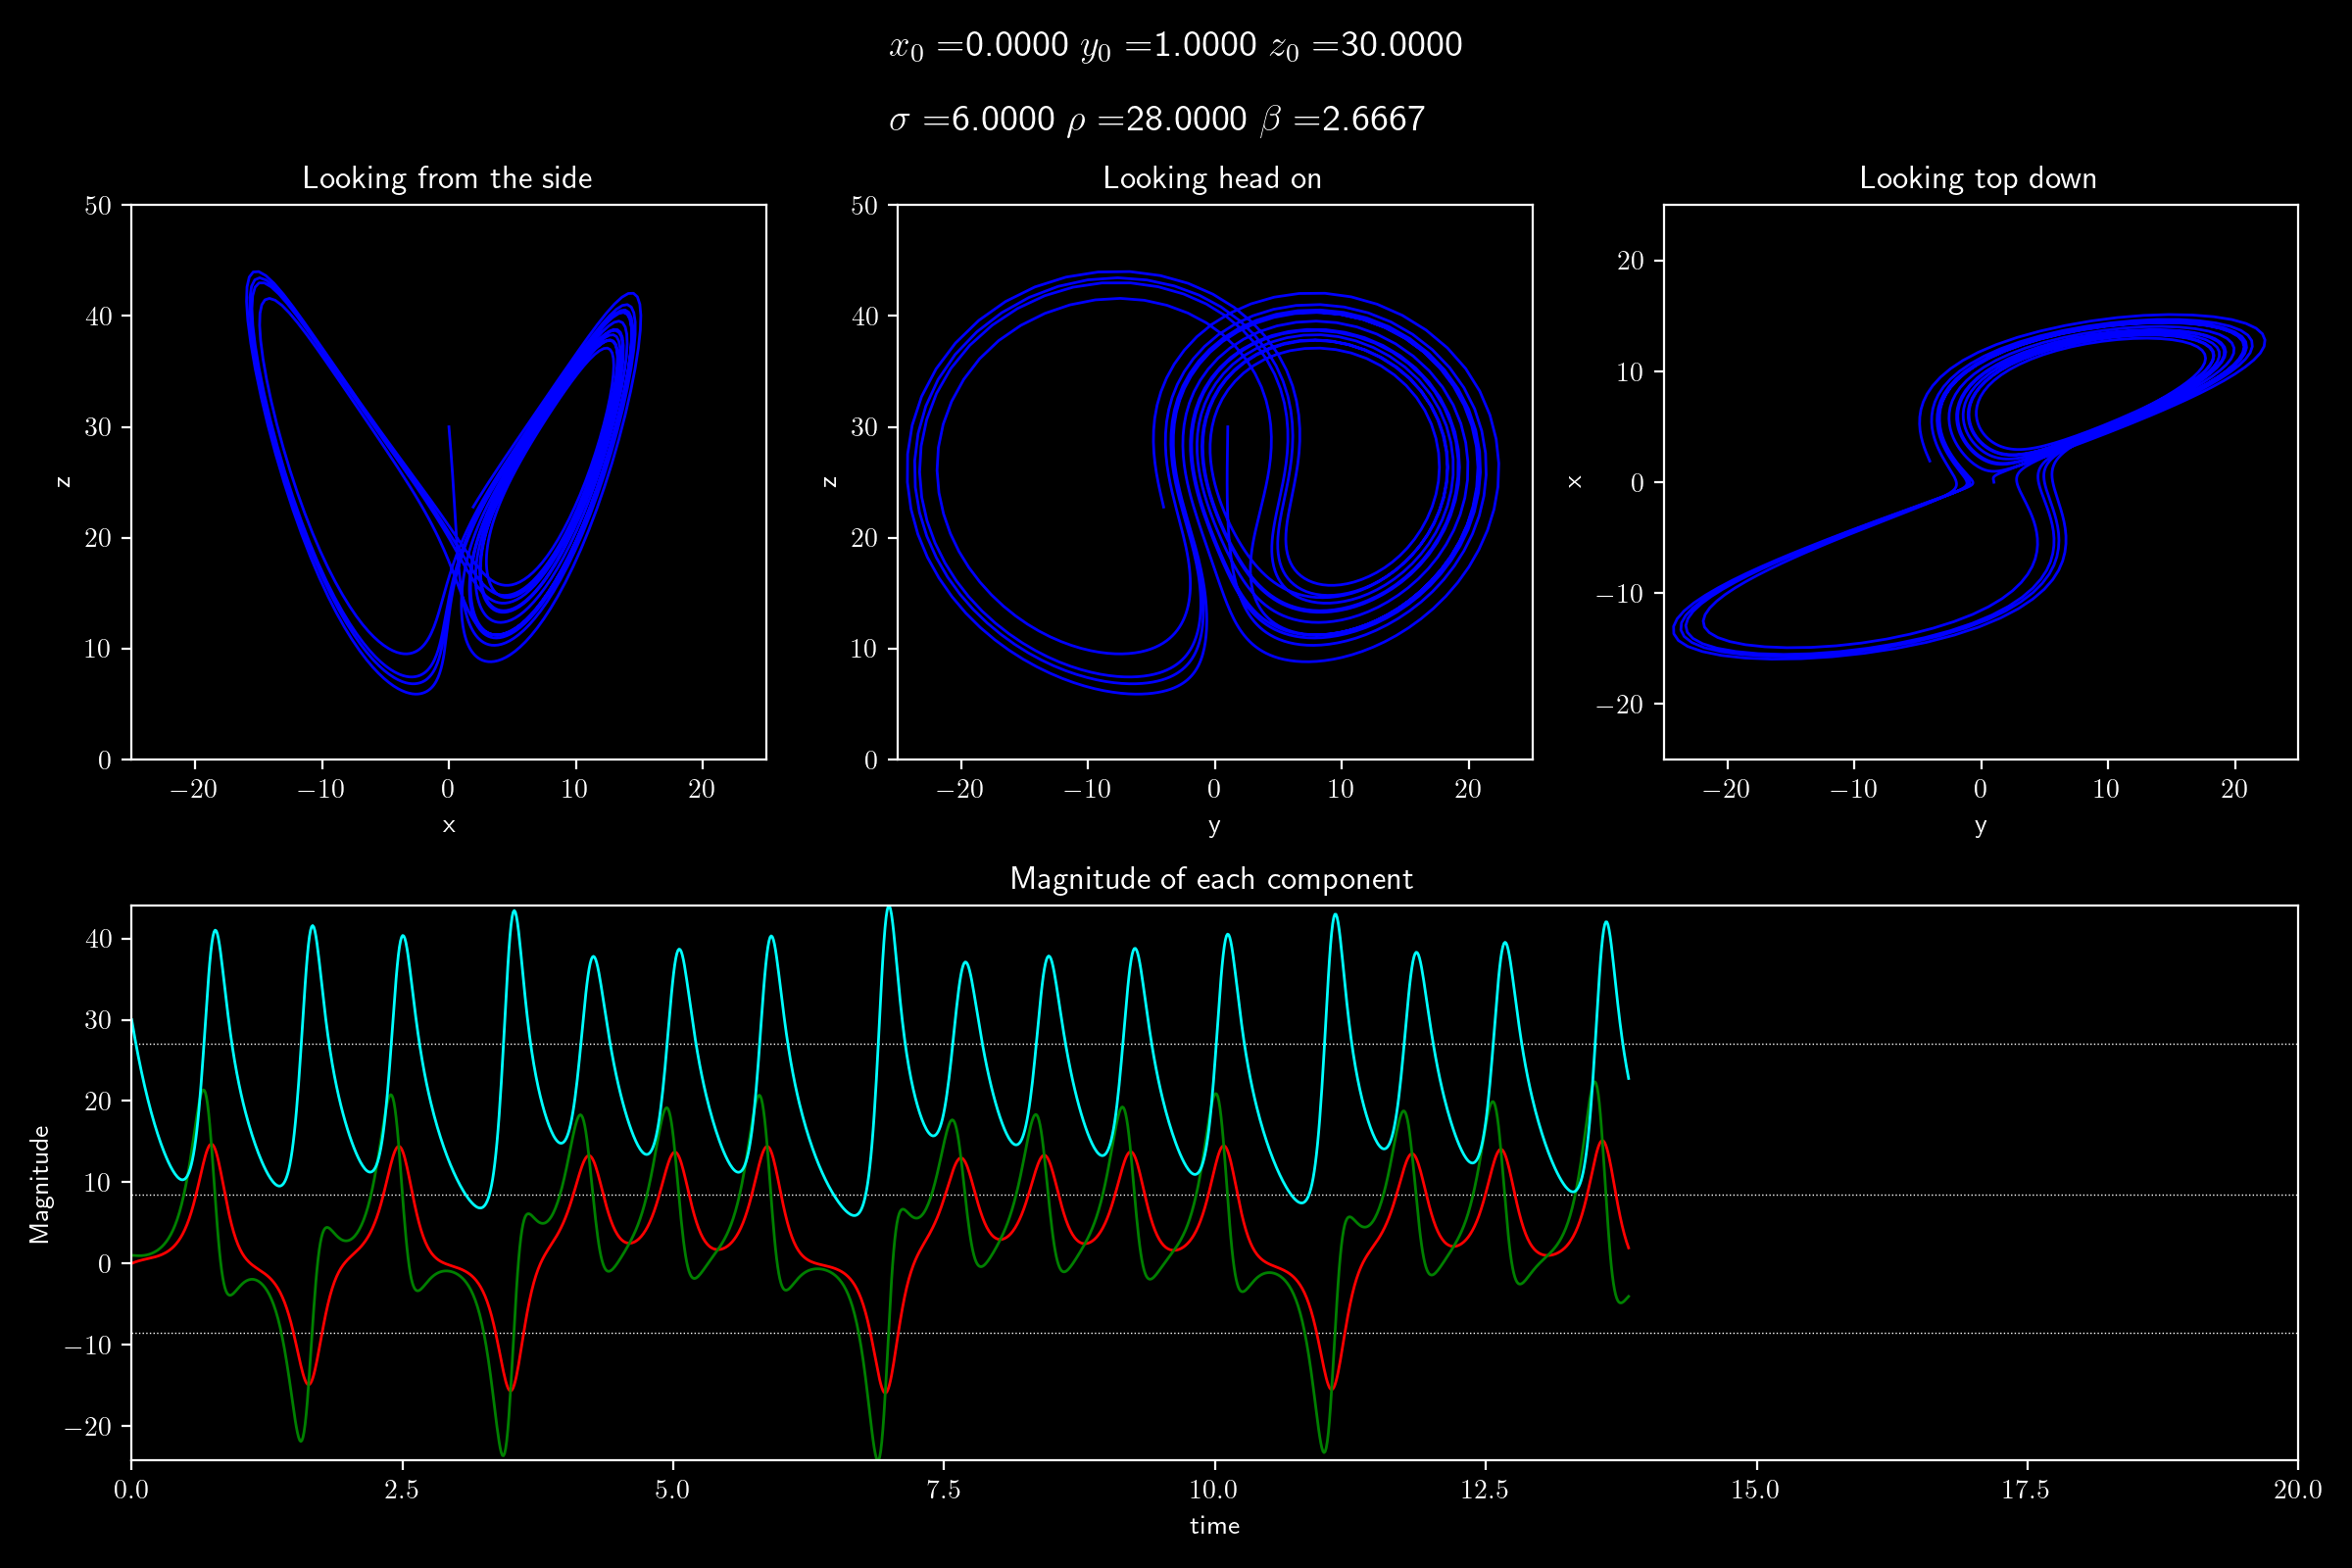 x₀ =0.0000 y₀ =1.0000 z₀ =30.0000
σ =6.0000 ρ =28.0000 β =2.6667
Looking from the side
50
40
30
20
10
0
z
−20 −10 0 10 20
x
Looking head on
50
40
30
20
10
0
z
−20 −10 0 10 20
y
Looking top down
20
10
0
−10
−20
x
−20 −10 0 10 20
y
Magnitude of each component
40
30
20
10
0
−10
−20
Magnitude
0.0 2.5 5.0 7.5 10.0 12.5 15.0 17.5 20.0
time